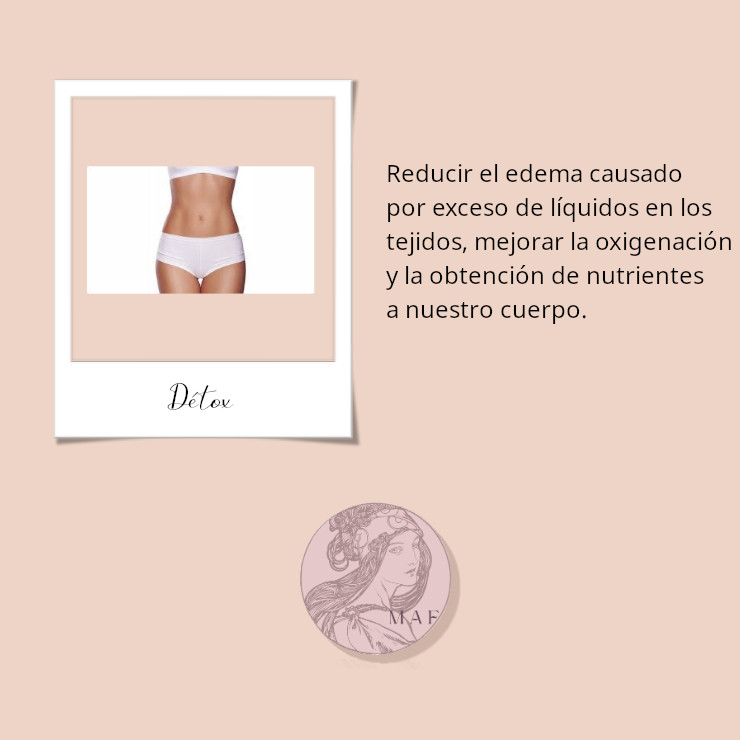 Reducir el edema causado
por exceso de líquidos en los
tejidos, mejorar la oxigenación
y la obtención de nutrientes
a nuestro cuerpo.
Détox
MAE